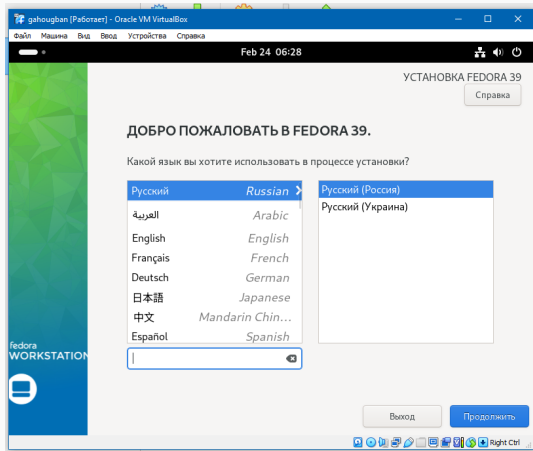 gahougban [Работает] - Oracle VM VirtualBox
Файл Машина Вид Ввод Устройства Справка
Feb 24 06:28
УСТАНОВКА FEDORA 39
Справка
ДОБРО ПОЖАЛОВАТЬ В FEDORA 39.
Какой язык вы хотите использовать в процессе установки?
Русский Russian
Русский (Россия)
Русский (Украина)
العربية Arabic
English English
Français French
Deutsch German
日本語 Japanese
中文 Mandarin Chin...
Español Spanish
fedora
WORKSTATION
Выход
Продолжить
Right Ctrl